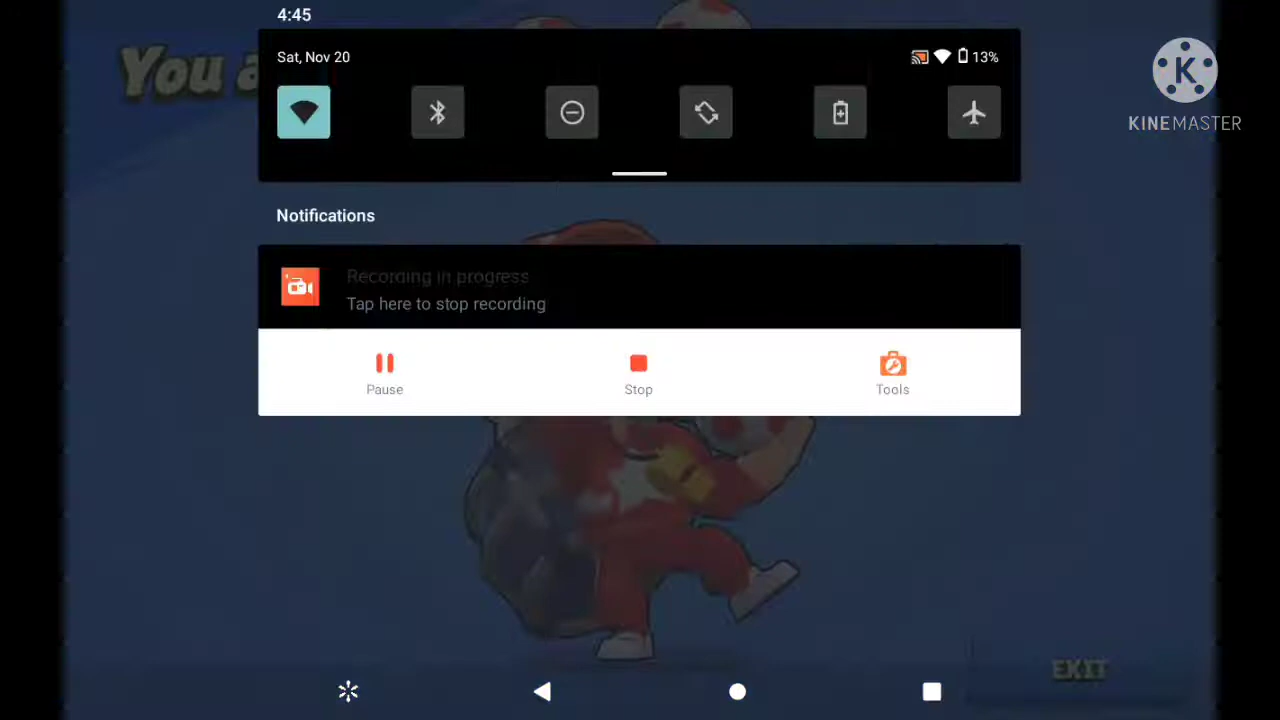 4:45
Sat, Nov 20
13%
You a
K
KINEMASTER
Notifications
Recording in progress
Tap here to stop recording
Pause
Stop
Tools
EXIT